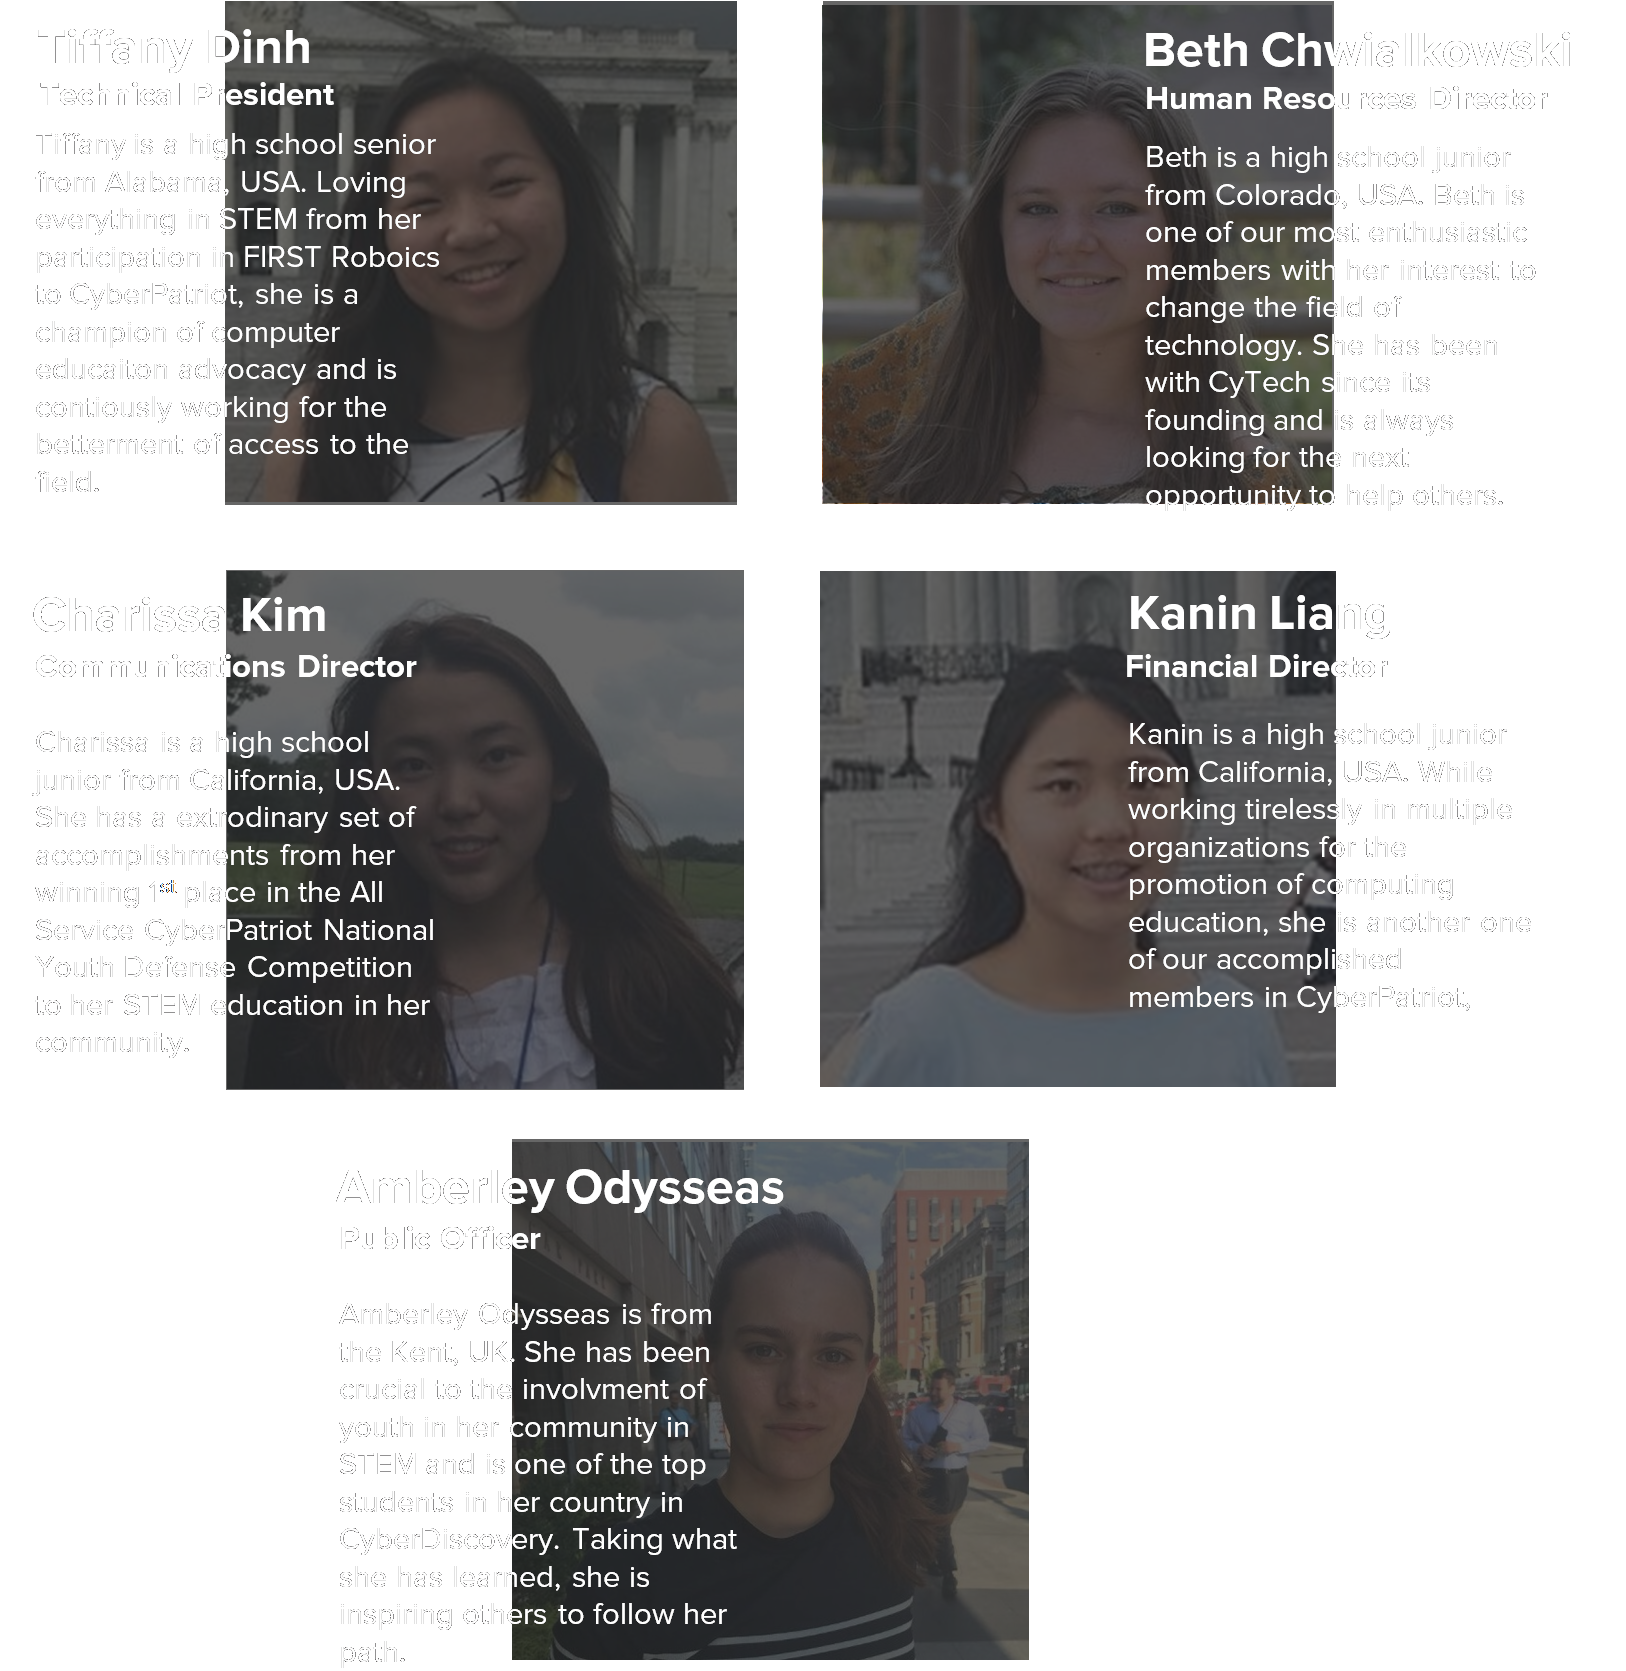 Tiffany Dinh
Technical President
Tiffany is a high school senior
from Alabama, USA. Loving
everything in STEM from her
participation in FIRST Roboics
to CyberPatriot, she is a
champion of computer
educaiton advocacy and is
contiously working for the
betterment of access to the
field.
Beth Chwialkowski
Human Resources Director
Beth is a high school junior
from Colorado, USA. Beth is
one of our most enthusiastic
members with her interest to
change the field of
technology. She has been
with CyTech since its
founding and is always
looking for the next
opportunity to help others.
Charissa Kim
Communications Director
Charissa is a high school
junior from California, USA.
She has a extrodinary set of
accomplishments from her
winning 1st place in the All
Service CyberPatriot National
Youth Defense Competition
to her STEM education in her
community.
Kanin Liang
Financial Director
Kanin is a high school junior
from California, USA. While
working tirelessly in multiple
organizations for the
promotion of computing
education, she is another one
of our accomplished
members in CyberPatriot,
Amberley Odysseas
Public Officer
Amberley Odysseas is from
the Kent, UK. She has been
crucial to the involvment of
youth in her community in
STEM and is one of the top
students in her country in
CyberDiscovery. Taking what
she has learned, she is
inspiring others to follow her
path.